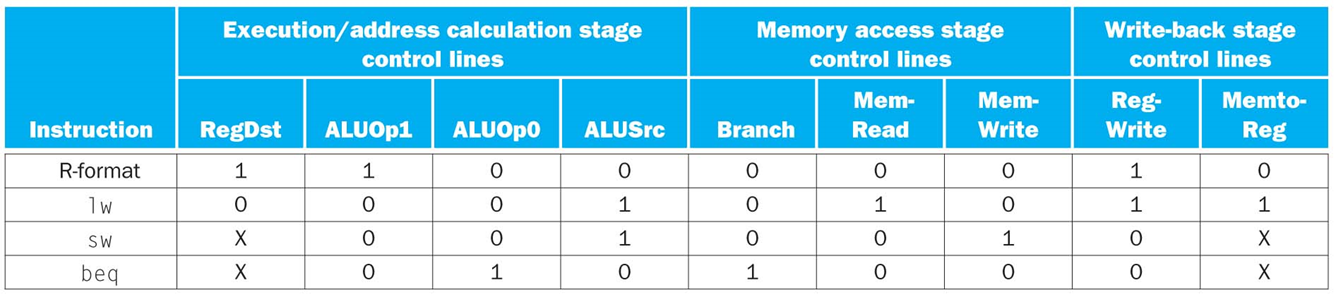 Execution/address calculation stage control lines Memory access stage control lines Write-back stage control lines
Instruction RegDst ALUOp1 ALUOp0 ALUSrc Branch Mem-Read Mem-Write Reg-Write Memto-Reg
R-format 1 1 0 0 0 0 0 1 0
lw 0 0 0 1 0 1 0 1 1
sw X 0 0 1 0 0 1 0 X
beq X 0 1 0 1 0 0 0 X